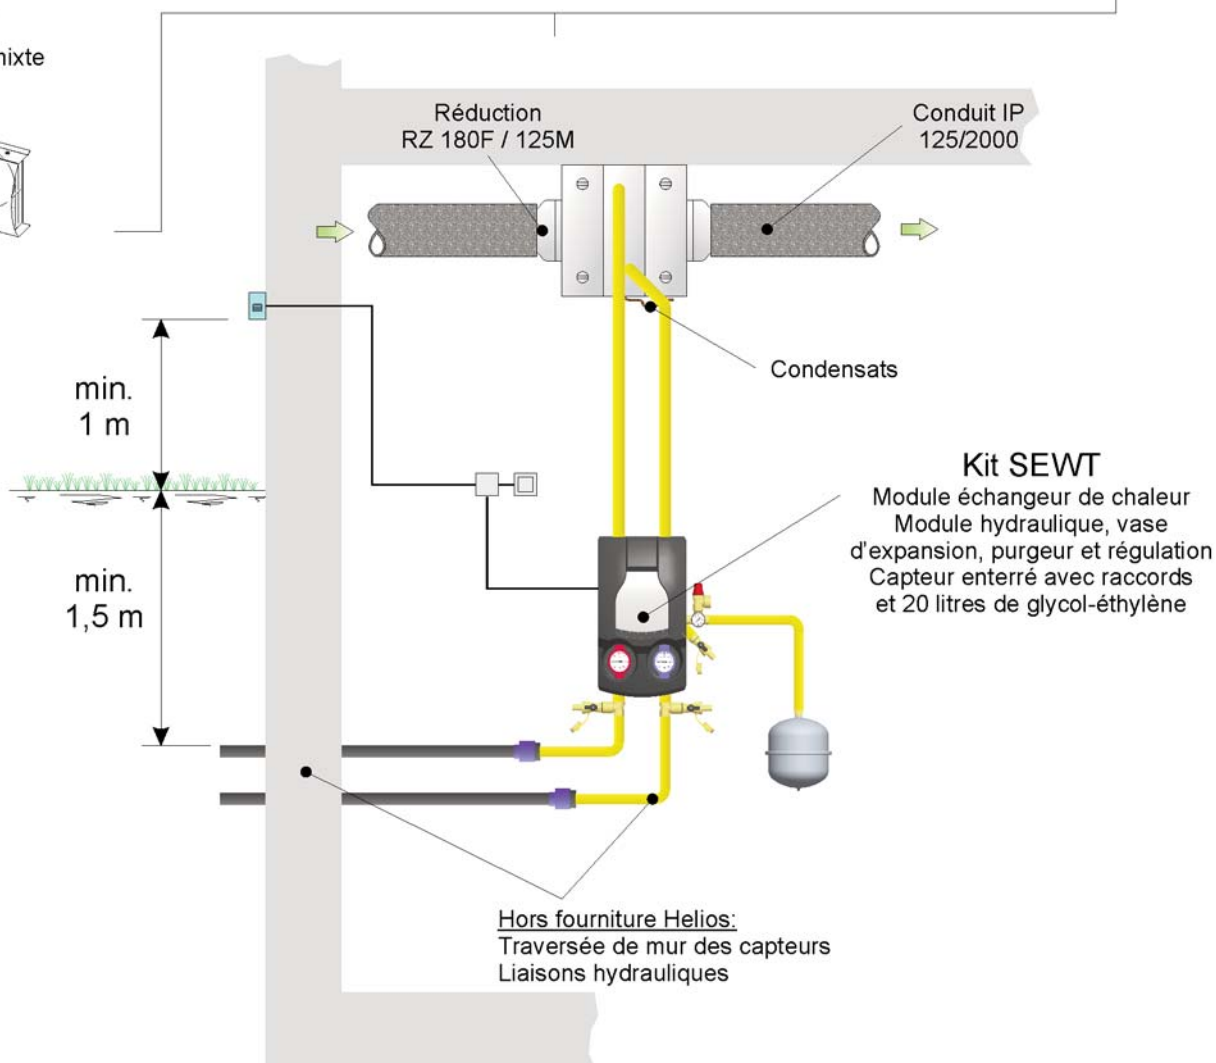 Réduction
RZ 180F / 125M
Conduit IP
125/2000
min.
1 m
Condensats
Kit SEWT
Module échangeur de chaleur
Module hydraulique, vase
d'expansion, purgeur et régulation
Capteur enterré avec raccords
et 20 litres de glycol-éthylène
min.
1,5 m
Hors fourniture Helios:
Traversée de mur des capteurs
Liaisons hydrauliques